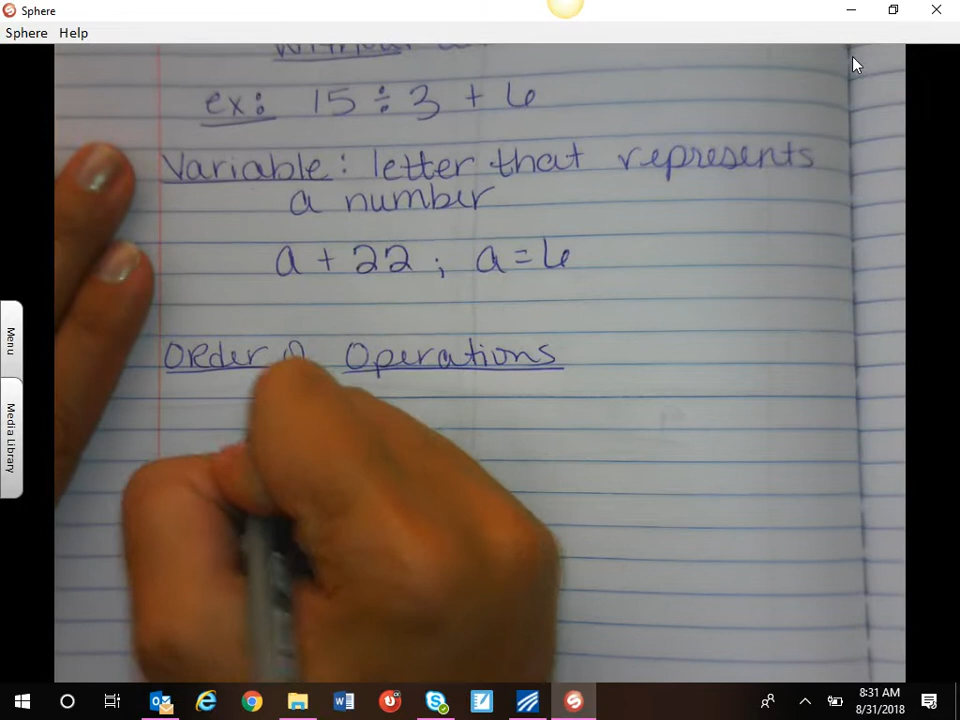 Sphere
Sphere Help
ex: 15 ÷ 3 + 6
Variable: letter that represents
a number
a + 22 ; a = 6
Order Operations
Menu
Media Library
8:31 AM
8/31/2018